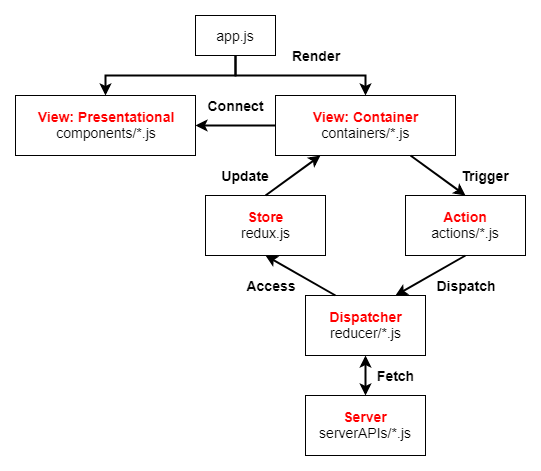 app.js
Render
View: Presentational
components/*.js
Connect
View: Container
containers/*.js
Update
Trigger
Store
redux.js
Action
actions/*.js
Access
Dispatch
Dispatcher
reducer/*.js
Fetch
Server
serverAPIs/*.js